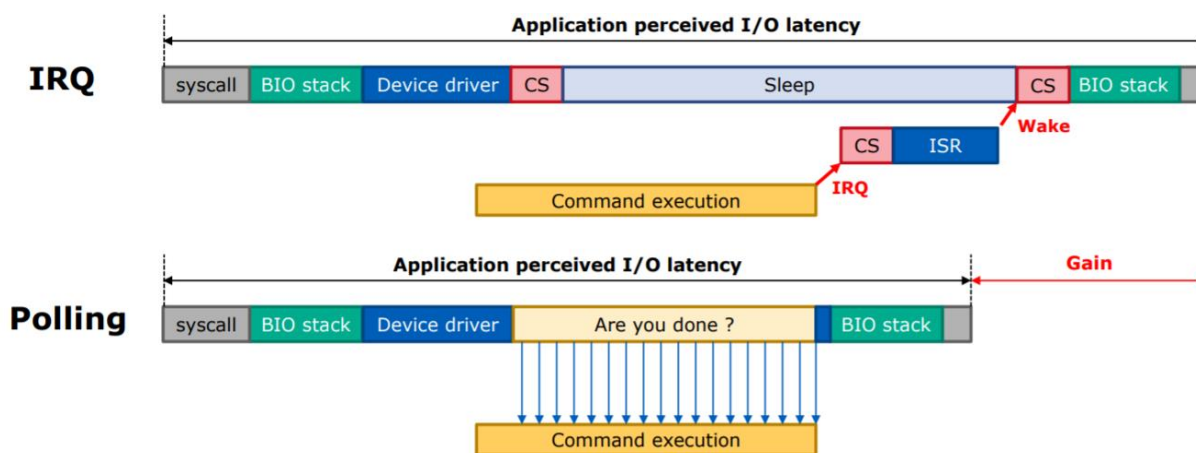 Application perceived I/O latency
IRQ
syscall BIO stack Device driver CS Sleep CS BIO stack
Wake
CS ISR
IRQ
Command execution
Application perceived I/O latency Gain
Polling
syscall BIO stack Device driver Are you done ? BIO stack
Command execution